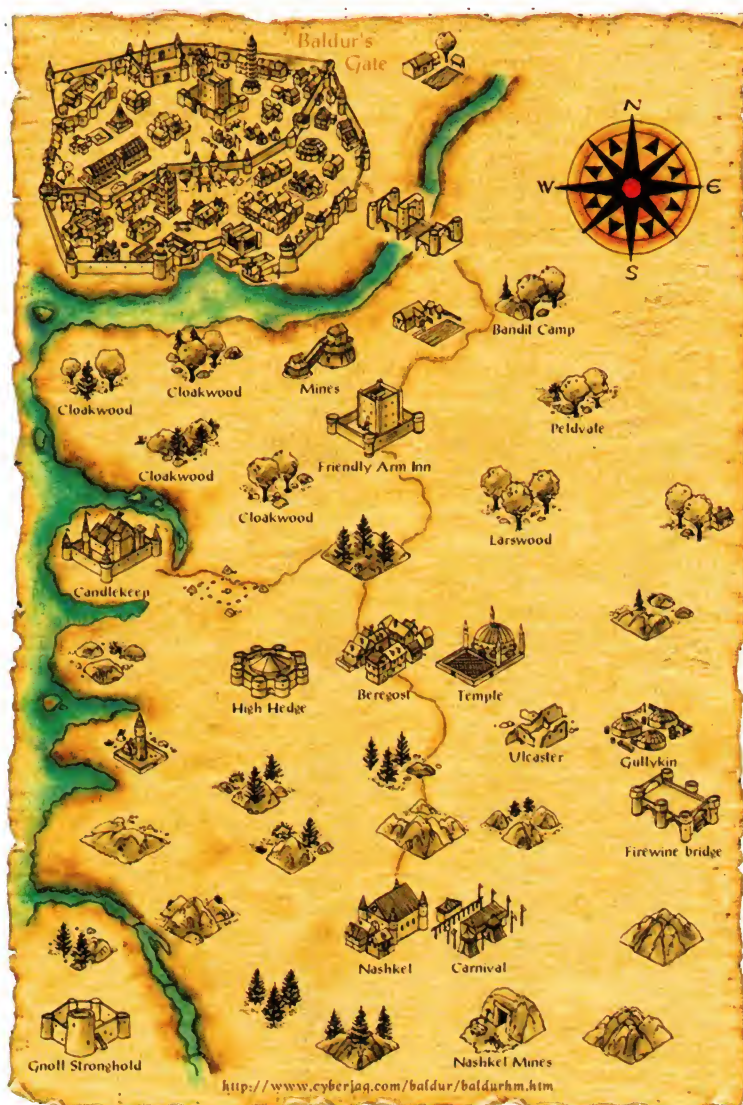 Baldur's
Gate
N
W E
S
Bandit Camp
Cloakwood
Mines
Cloakwood
Peldvale
Cloakwood
Friendly Arm Inn
Cloakwood
Larswood
Candlekeep
High Hedge
Beregost
Temple
Ulcaster
Gullykin
Firewine bridge
Nashkel
Carnival
Gnoll Stronghold
Nashkel Mines
http://www.cyberjaq.com/baldur/baldurhm.htm